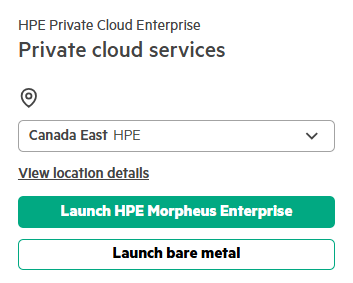 HPE Private Cloud Enterprise
Private cloud services
Canada East HPE
View location details
Launch HPE Morpheus Enterprise
Launch bare metal